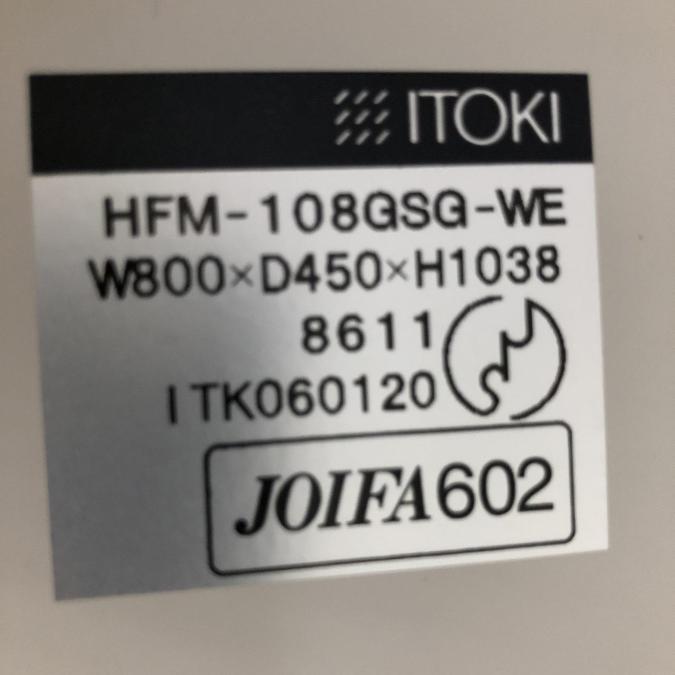 ITOKI
HFM-108GSG-WE
W800×D450×H1038
8611
ITK060120
JOIFA602